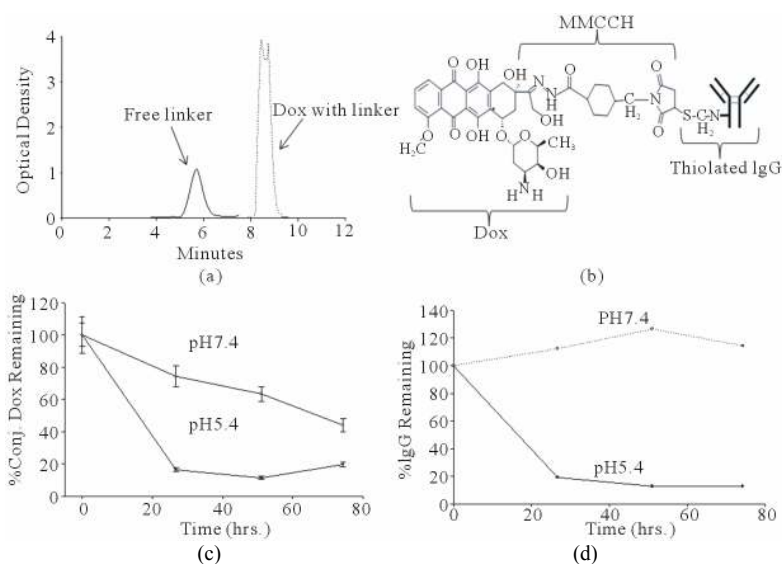 5
4
3
2
1
0
Optical Density
Free linker
Dox with linker
0 2 4 6 8 10 12
Minutes
(a)
MMCCH
O OH OH N NH O O
N C H2
S-C-N
H2
OH
O OH O
H3C
O O CH3
OH
N
H H
Dox
Thiolated IgG
(b)
120
100
80
60
40
20
0
%Conj. Dox Remaining
pH7.4
pH5.4
0 20 40 60 80
Time (hrs.)
(c)
140
120
100
80
60
40
20
0
%IgG Remaining
PH7.4
pH5.4
0 20 40 60 80
Time (hrs.)
(d)